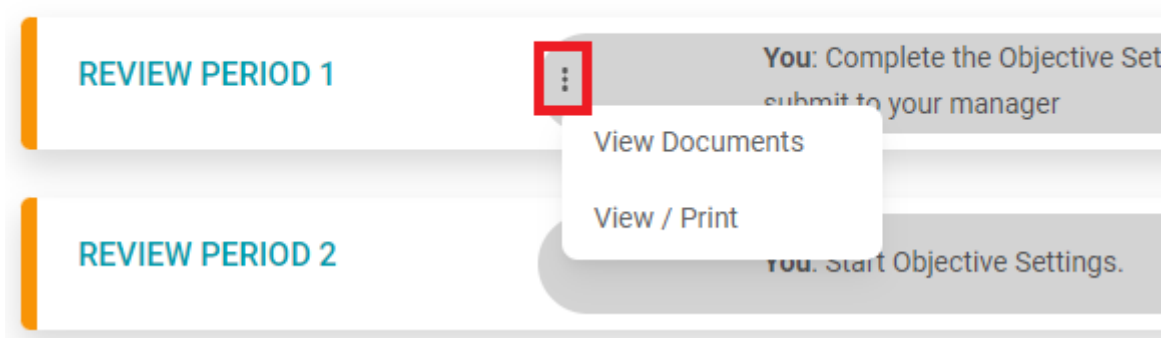 REVIEW PERIOD 1
You: Complete the Objective Set
submit to your manager
View Documents
View / Print
REVIEW PERIOD 2
You: Start Objective Settings.